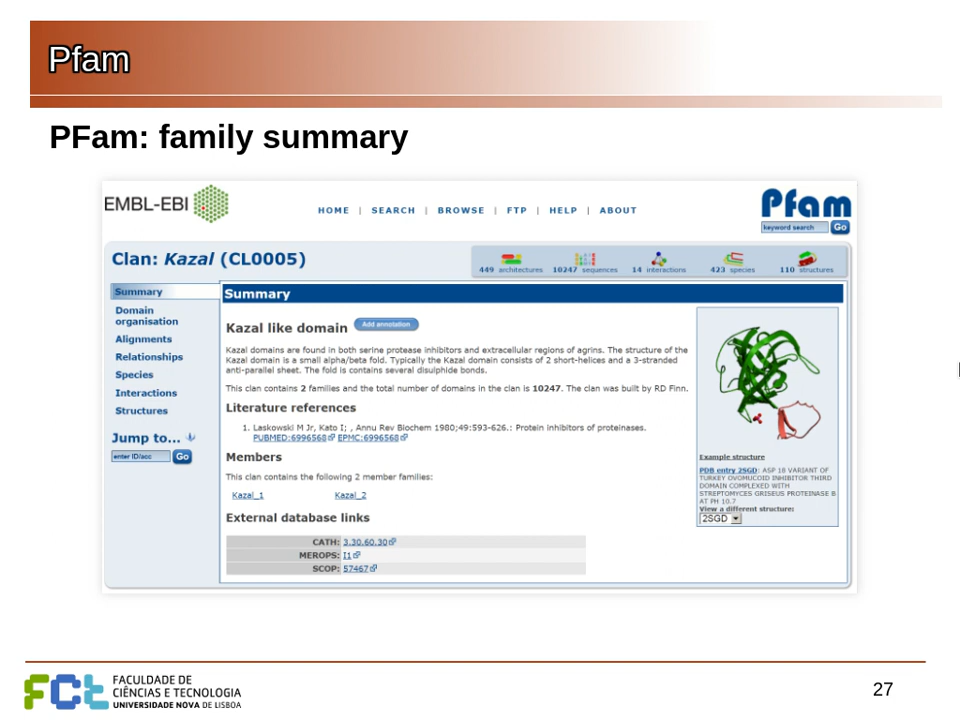 Pfam
PFam: family summary
EMBL-EBI
HOME | SEARCH | BROWSE | FTP | HELP | ABOUT
Pfam
keyword search Go
Clan: Kazal (CL0005)
449 architectures 10247 sequences 14 interactions 423 species 110 structures
Summary
Domain
organisation
Alignments
Relationships
Species
Interactions
Structures
Jump to...
enter ID/acc Go
Summary
Kazal like domain Add annotation
Kazal domains are found in both serine protease inhibitors and extracellular regions of agrins. The structure of the
Kazal domain is a small alpha/beta fold. Typically the Kazal domain consists of 2 short-helices and a 3-stranded
anti-parallel sheet. The fold is contains several disulphide bonds.
This clan contains 2 families and the total number of domains in the clan is 10247. The clan was built by RD Finn.
Literature references
1. Laskowski M Jr, Kato I; , Annu Rev Biochem 1980;49:593-626.: Protein inhibitors of proteinases.
PUBMED:6996568 EPMC:6996568
Members
This clan contains the following 2 member families:
Kazal_1 Kazal_2
External database links
CATH: 3.30.60.30
MEROPS: I1
SCOP: 57467
Example structure
PDB entry 2SGD: ASP 18 VARIANT OF
TURKEY OVOMUCOID INHIBITOR THIRD
DOMAIN COMPLEXED WITH
STREPTOMYCES GRISEUS PROTEINASE B
AT PH 10.7
View a different structure:
2SGD
FCT FACULDADE DE
CIÊNCIAS E TECNOLOGIA
UNIVERSIDADE NOVA DE LISBOA
27